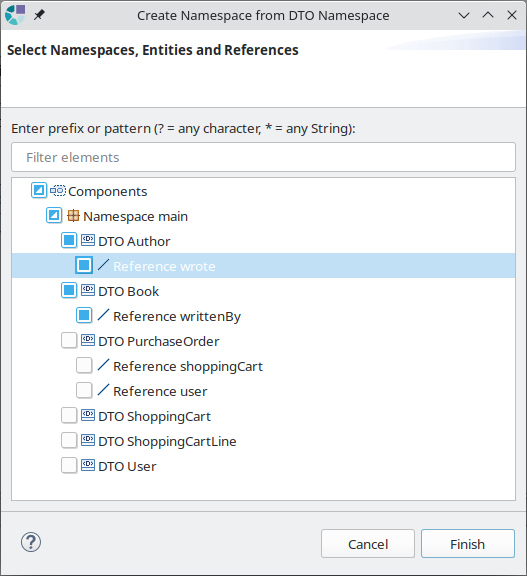 Create Namespace from DTO Namespace
Select Namespaces, Entities and References
Enter prefix or pattern (? = any character, * = any String):
Filter elements
Components
Namespace main
DTO Author
Reference wrote
DTO Book
Reference writtenBy
DTO PurchaseOrder
Reference shoppingCart
Reference user
DTO ShoppingCart
DTO ShoppingCartLine
DTO User
? Cancel Finish